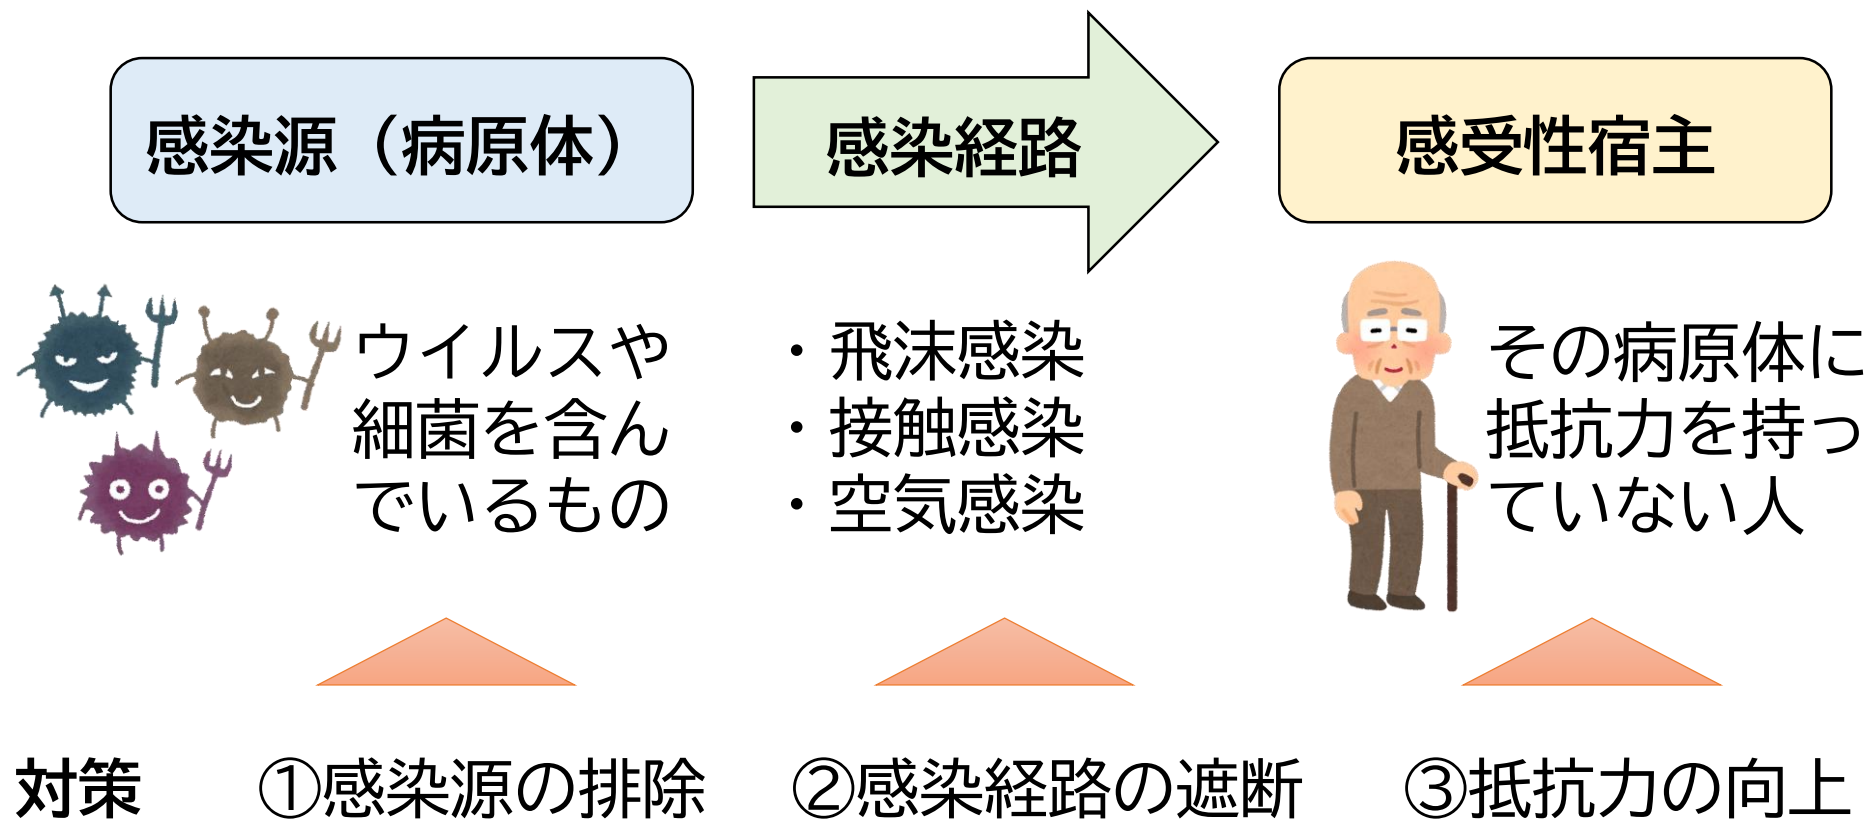 感染源（病原体）
感染経路
感受性宿主
ウイルスや
細菌を含ん
でいるもの
・飛沫感染
・接触感染
・空気感染
その病原体に
抵抗力を持っ
ていない人
対策
①感染源の排除
②感染経路の遮断
③抵抗力の向上